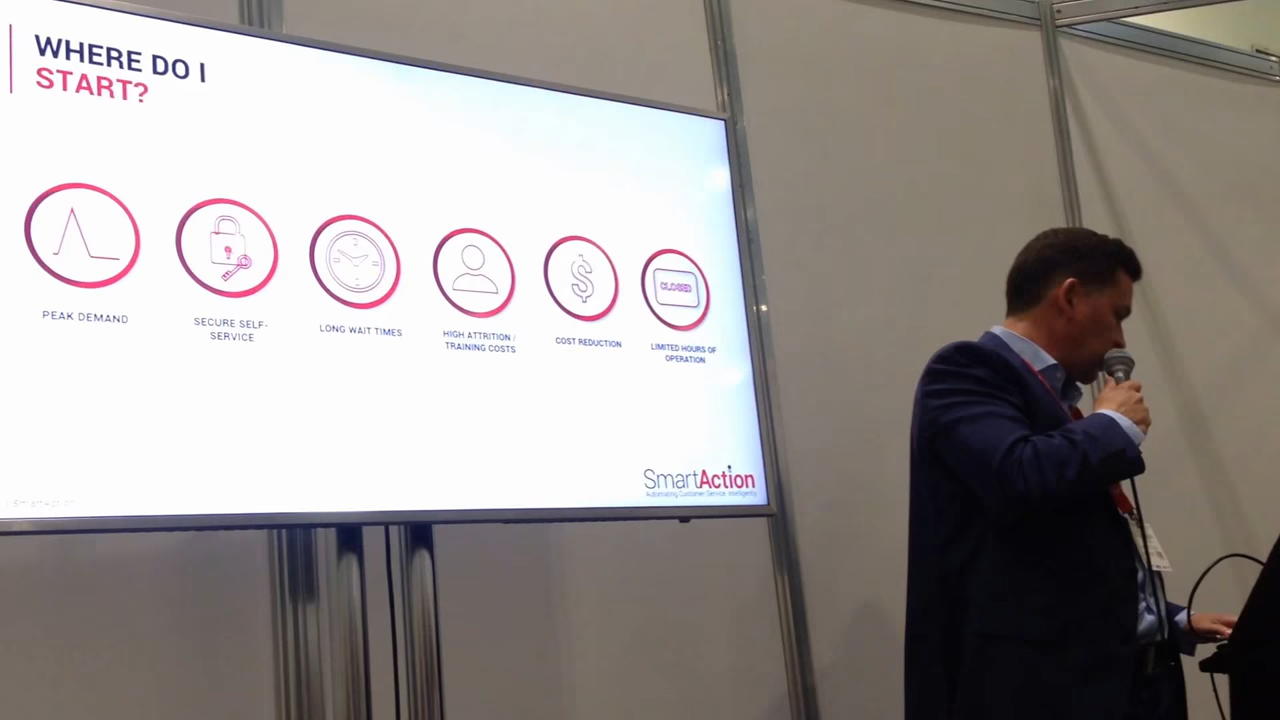 WHERE DO I
START?
PEAK DEMAND
SECURE SELF-
SERVICE
LONG WAIT TIMES
HIGH ATTRITION /
TRAINING COSTS
COST REDUCTION
CLOSED
LIMITED HOURS OF
OPERATION
SmartAction
Automating Customer Service. Intelligently.
| SmartAction